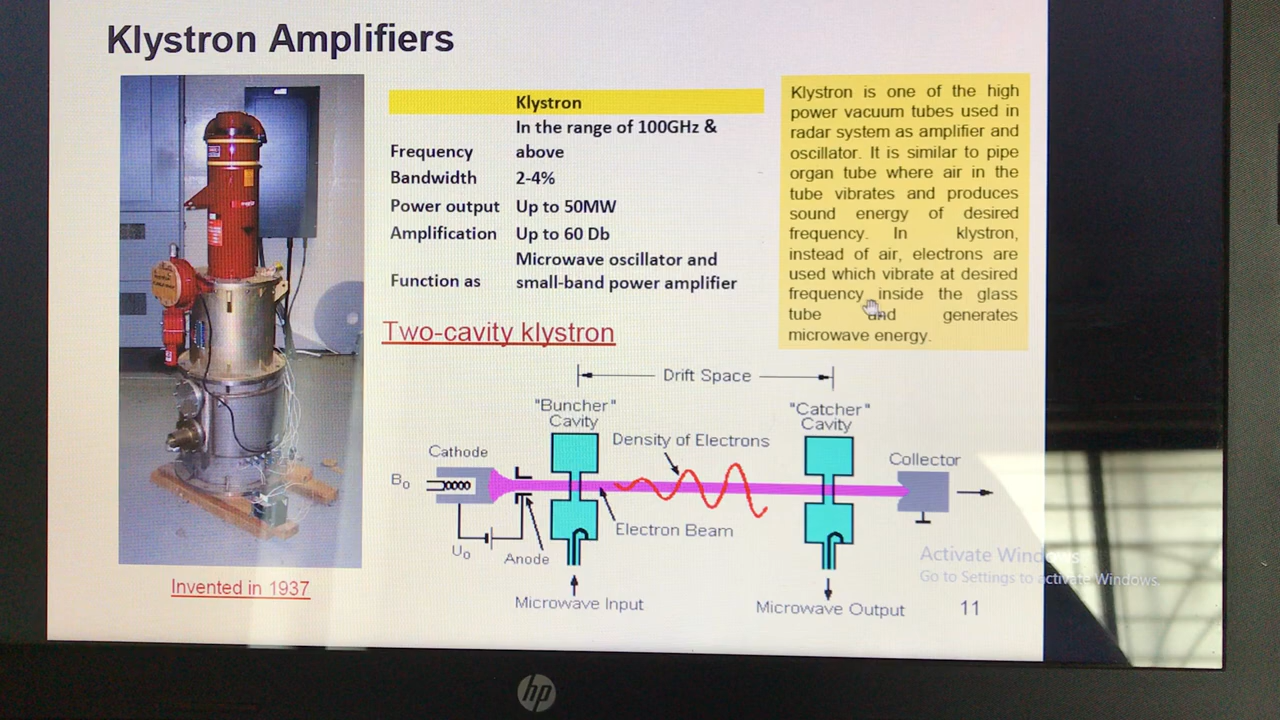 Klystron Amplifiers
Klystron
Frequency
In the range of 100GHz &
above
Bandwidth 2-4%
Power output Up to 50MW
Amplification Up to 60 Db
Function as
Microwave oscillator and
small-band power amplifier
Klystron is one of the high
power vacuum tubes used in
radar system as amplifier and
oscillator. It is similar to pipe
organ tube where air in the
tube vibrates and produces
sound energy of desired
frequency. In klystron,
instead of air, electrons are
used which vibrate at desired
frequency inside the glass
tube and generates
microwave energy.
Two-cavity klystron
Drift Space
"Buncher"
Cavity
"Catcher"
Cavity
Density of Electrons
Cathode
Collector
B₀
Electron Beam
U₀
Anode
Microwave Input
Microwave Output
Invented in 1937
Activate Windows
Go to Settings to activate Windows.
11
hp